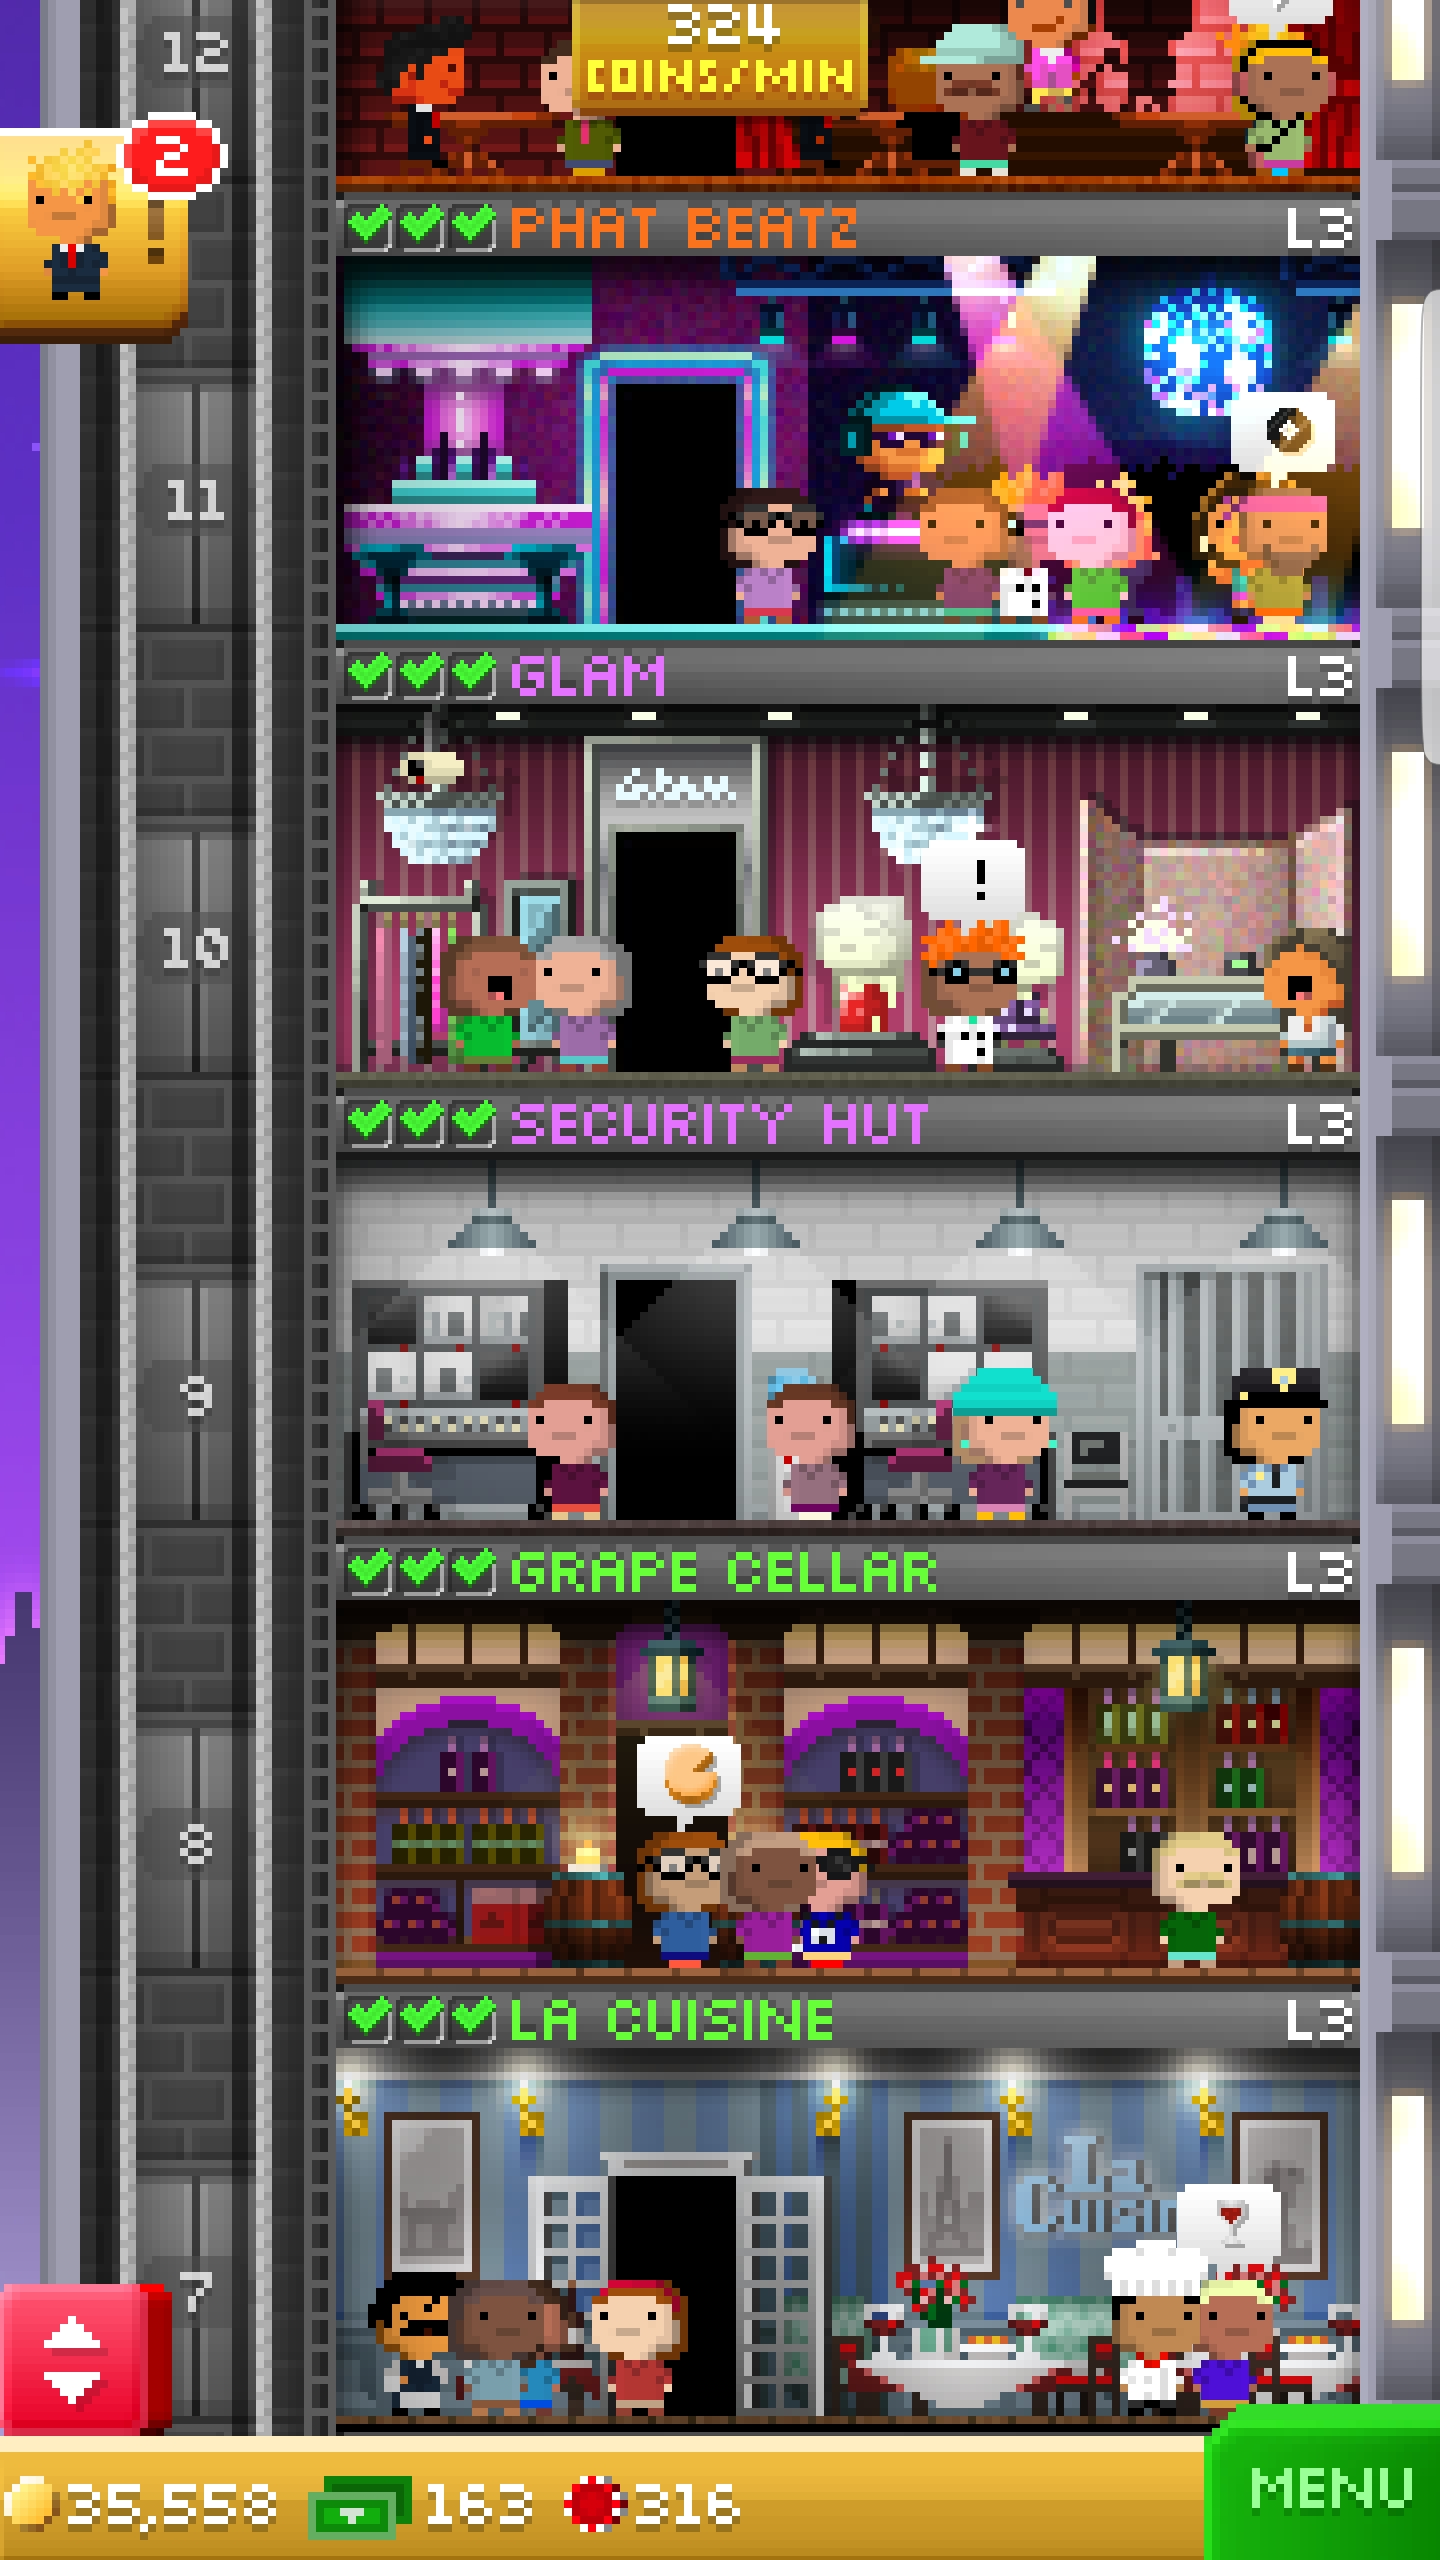 324
COINS/MIN
12
2
!
PHAT BEATZ L3
11
GLAM L3
Glam
!
10
SECURITY HUT L3
9
GRAPE CELLAR L3
8
LA CUISINE L3
La
Cuisin
7
35,558 163 316
MENU